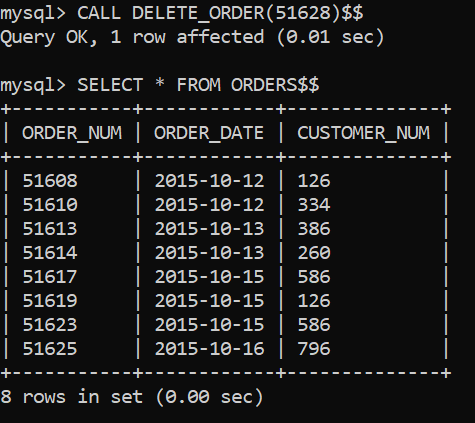 mysql> CALL DELETE_ORDER(51628)$$
Query OK, 1 row affected (0.01 sec)
mysql> SELECT * FROM ORDERS$$
+-----------+------------+--------------+
| ORDER_NUM | ORDER_DATE | CUSTOMER_NUM |
+-----------+------------+--------------+
| 51608     | 2015-10-12 | 126          |
| 51610     | 2015-10-12 | 334          |
| 51613     | 2015-10-13 | 386          |
| 51614     | 2015-10-13 | 260          |
| 51617     | 2015-10-15 | 586          |
| 51619     | 2015-10-15 | 126          |
| 51623     | 2015-10-15 | 586          |
| 51625     | 2015-10-16 | 796          |
+-----------+------------+--------------+
8 rows in set (0.00 sec)